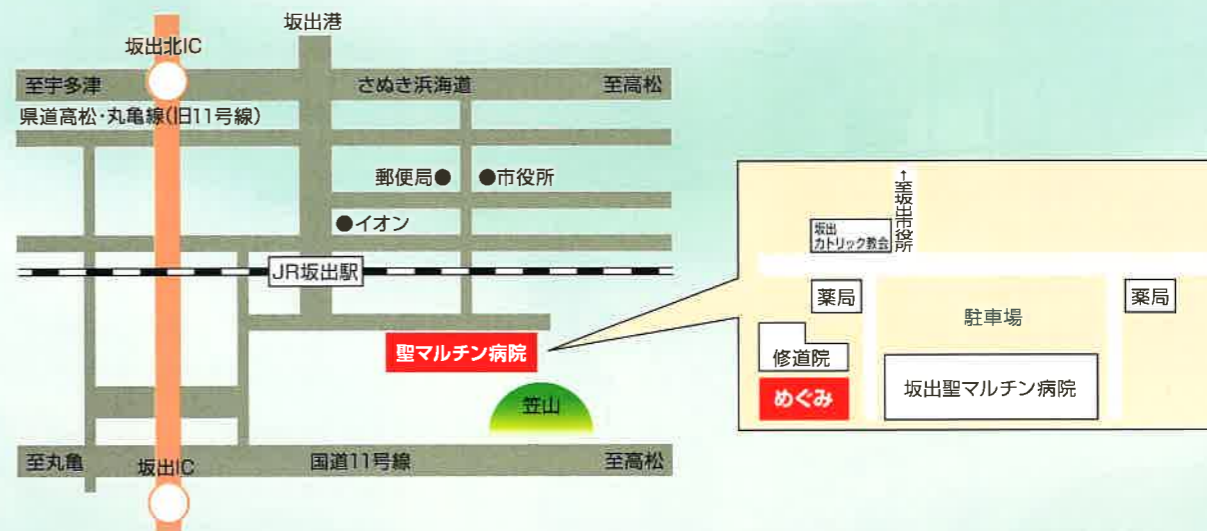 坂出港
坂出北IC
至宇多津
さぬき浜海道
至高松
県道高松・丸亀線(旧11号線)
郵便局●
●市役所
●イオン
JR坂出駅
聖マルチン病院
笠山
至丸亀
坂出IC
国道11号線
至高松
↑至坂出市役所
坂出
カトリック教会
薬局
駐車場
薬局
修道院
めぐみ
坂出聖マルチン病院